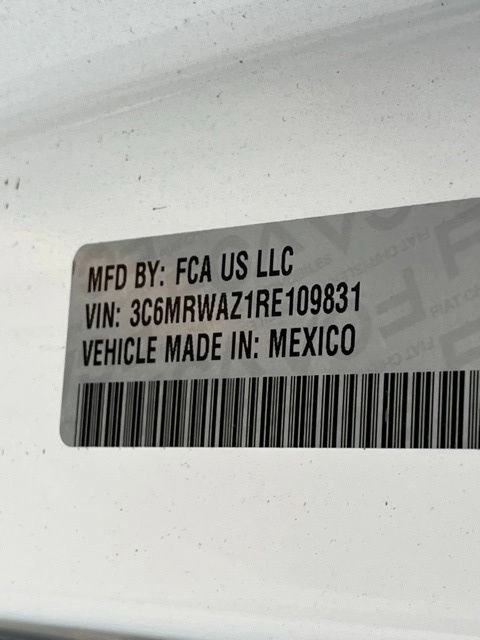 MFD BY: FCA US LLC
VIN: 3C6MRWAZ1RE109831
VEHICLE MADE IN: MEXICO